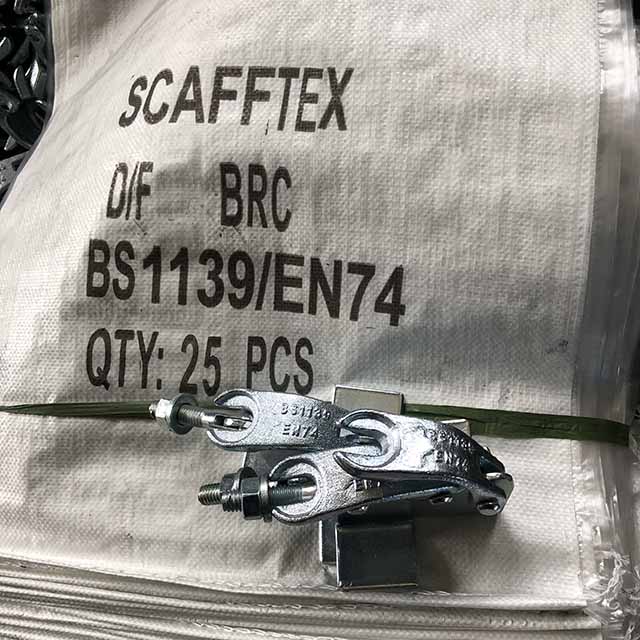 SCAFFTEX
D/F BRC
BS1139/EN74
QTY: 25 PCS
BS1139
EN74